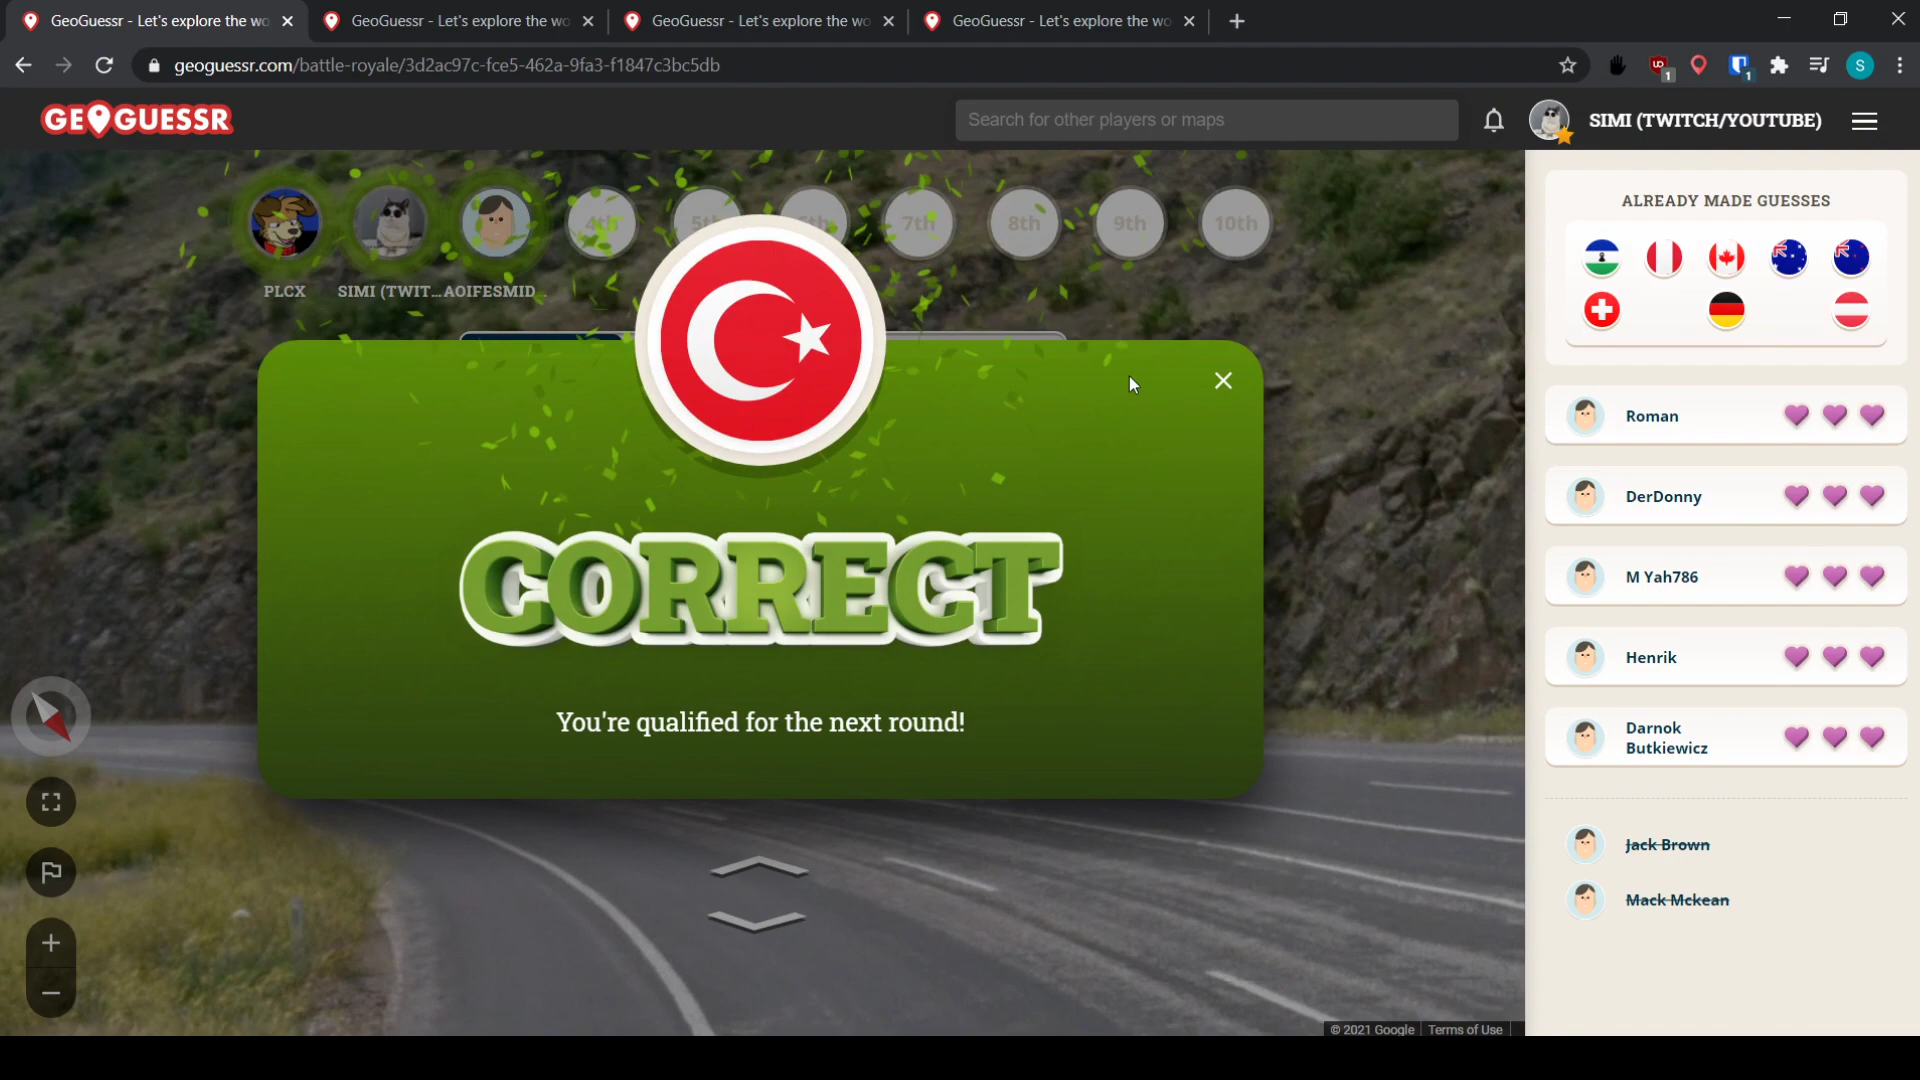 GeoGuessr - Let's explore the wo
GeoGuessr - Let's explore the wo
GeoGuessr - Let's explore the wo
GeoGuessr - Let's explore the wo
geoguessr.com/battle-royale/3d2ac97c-fce5-462a-9fa3-f1847c3bc5db
1
1
S
GEOGUESSR
Search for other players or maps
SIMI (TWITCH/YOUTUBE)
4th
5th
6th
7th
8th
9th
10th
PLCX
SIMI (TWIT...
AOIFESMID...
CORRECT
You're qualified for the next round!
ALREADY MADE GUESSES
Roman
DerDonny
M Yah786
Henrik
Darnok
Butkiewicz
Jack Brown
Mack Mckean
© 2021 Google
Terms of Use